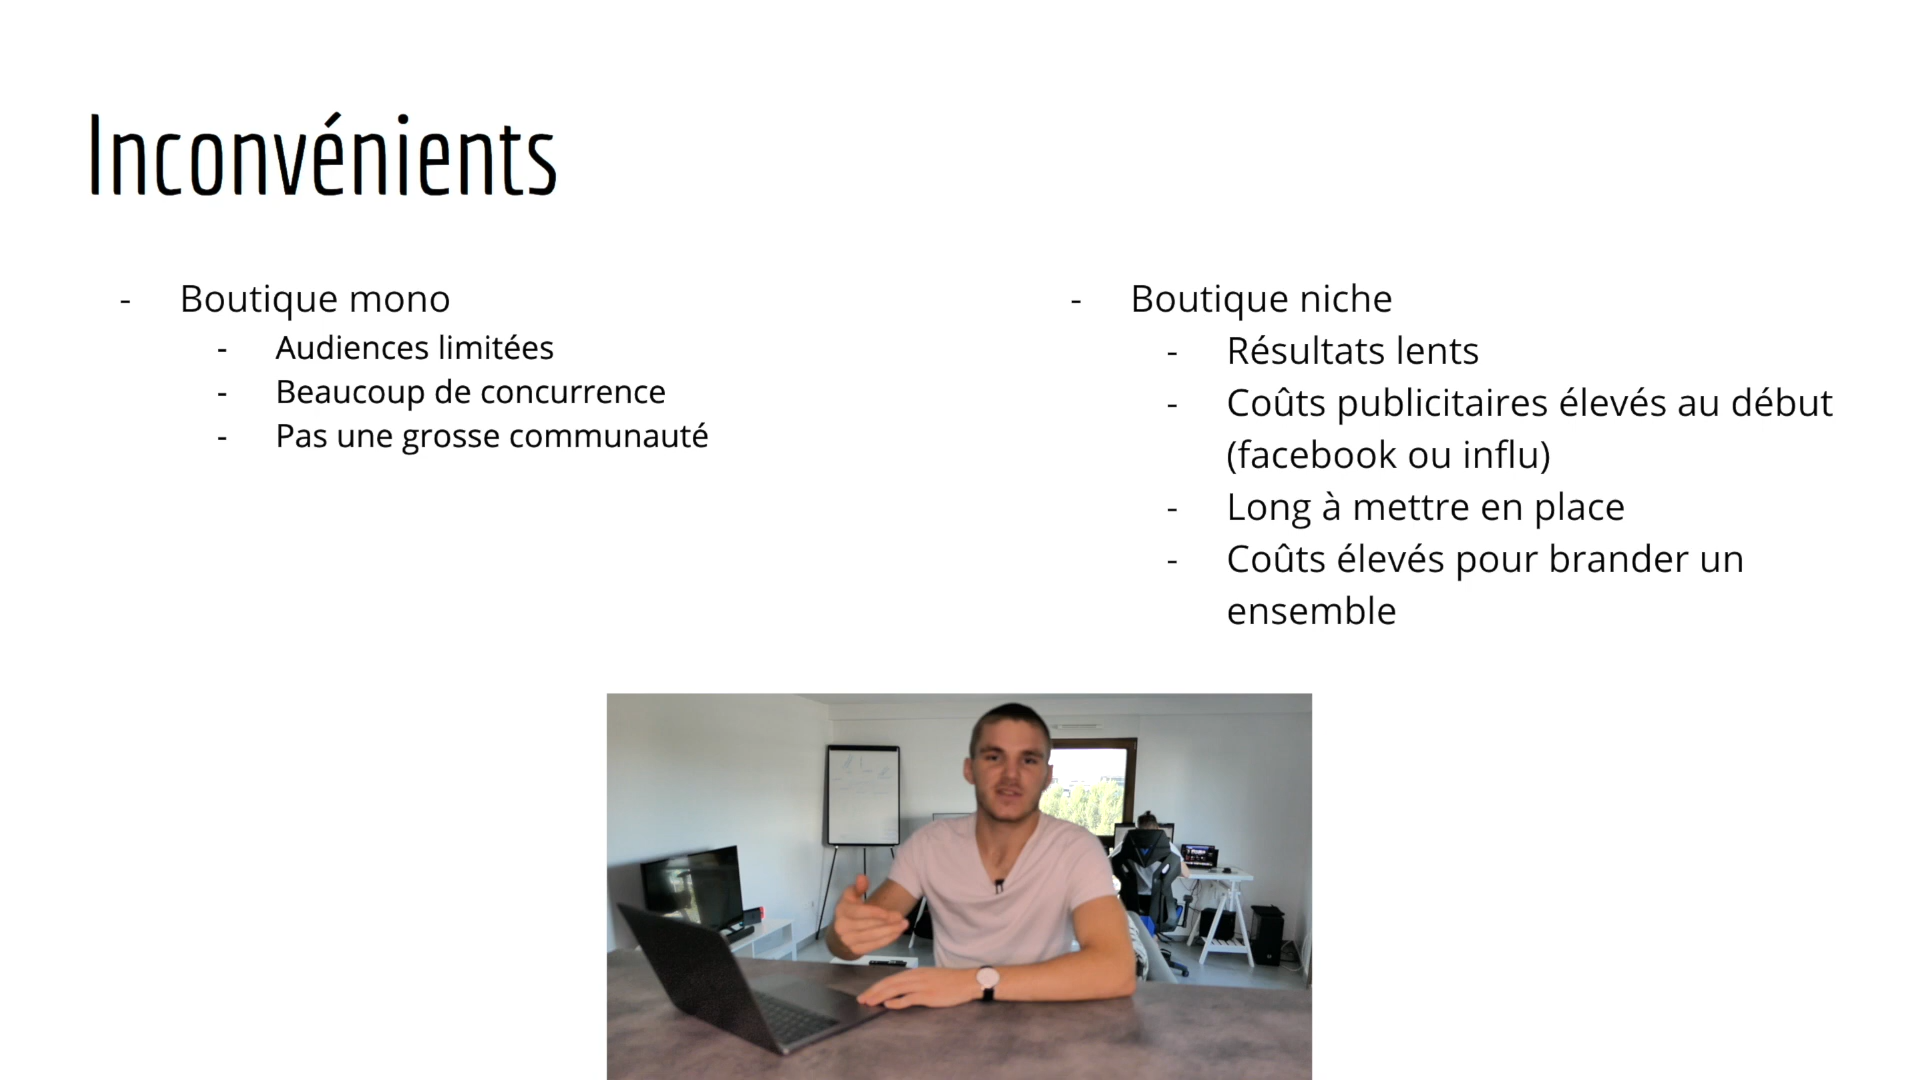 Inconvénients
- Boutique mono
- Audiences limitées
- Beaucoup de concurrence
- Pas une grosse communauté
- Boutique niche
- Résultats lents
- Coûts publicitaires élevés au début
(facebook ou influ)
- Long à mettre en place
- Coûts élevés pour brander un
ensemble